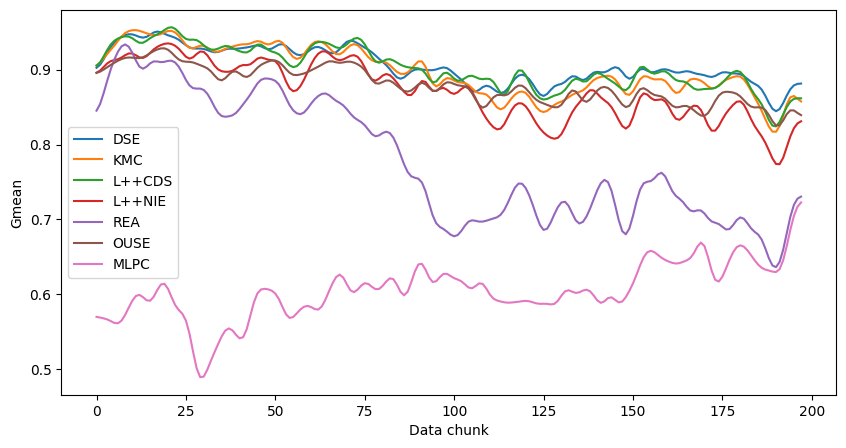 0.9
0.8
0.7
0.6
0.5
Gmean
DSE
KMC
L++CDS
L++NIE
REA
OUSE
MLPC
0 25 50 75 100 125 150 175 200
Data chunk